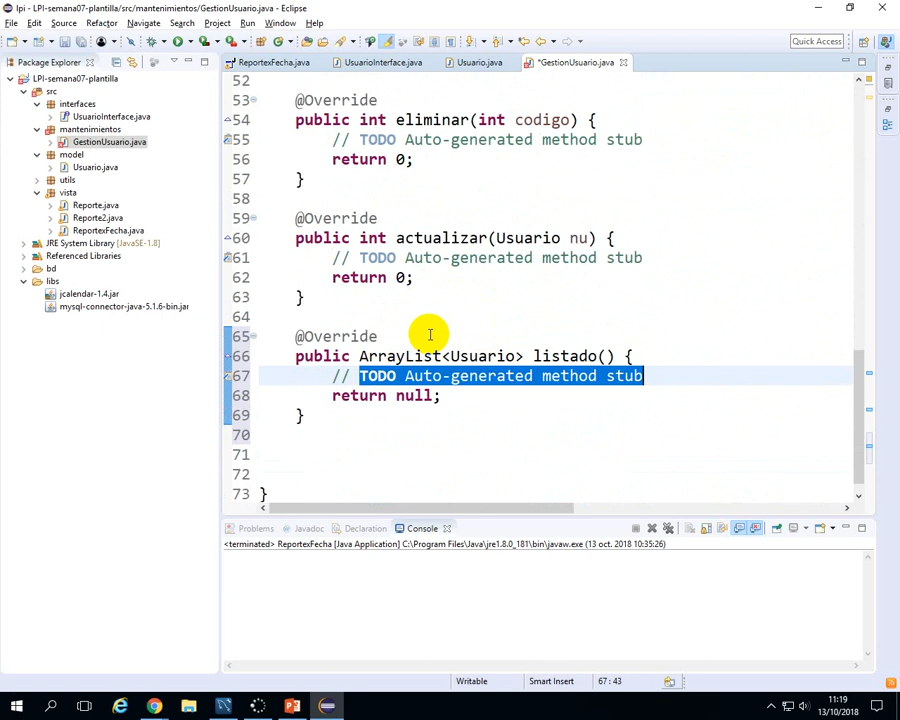 lpi - LPI-semana07-plantilla/src/mantenimientos/GestionUsuario.java - Eclipse
File Edit Source Refactor Navigate Search Project Run Window Help
Quick Access
Package Explorer
ReportexFecha.java UsuarioInterface.java Usuario.java *GestionUsuario.java
LPI-semana07-plantilla
src
interfaces
UsuarioInterface.java
mantenimientos
GestionUsuario.java
model
Usuario.java
utils
vista
Reporte.java
Reporte2.java
ReportexFecha.java
JRE System Library [JavaSE-1.8]
Referenced Libraries
bd
libs
jcalendar-1.4.jar
mysql-connector-java-5.1.6-bin.jar
52
53 @Override
54 public int eliminar(int codigo) {
55 // TODO Auto-generated method stub
56 return 0;
57 }
58
59 @Override
60 public int actualizar(Usuario nu) {
61 // TODO Auto-generated method stub
62 return 0;
63 }
64
65 @Override
66 public ArrayList<Usuario> listado() {
67 // TODO Auto-generated method stub
68 return null;
69 }
70
71
72
73 }
Problems Javadoc Declaration Console
<terminated> ReportexFecha [Java Application] C:\Program Files\Java\jre1.8.0_181\bin\javaw.exe (13 oct. 2018 10:35:26)
Writable Smart Insert 67 : 43
11:19
13/10/2018